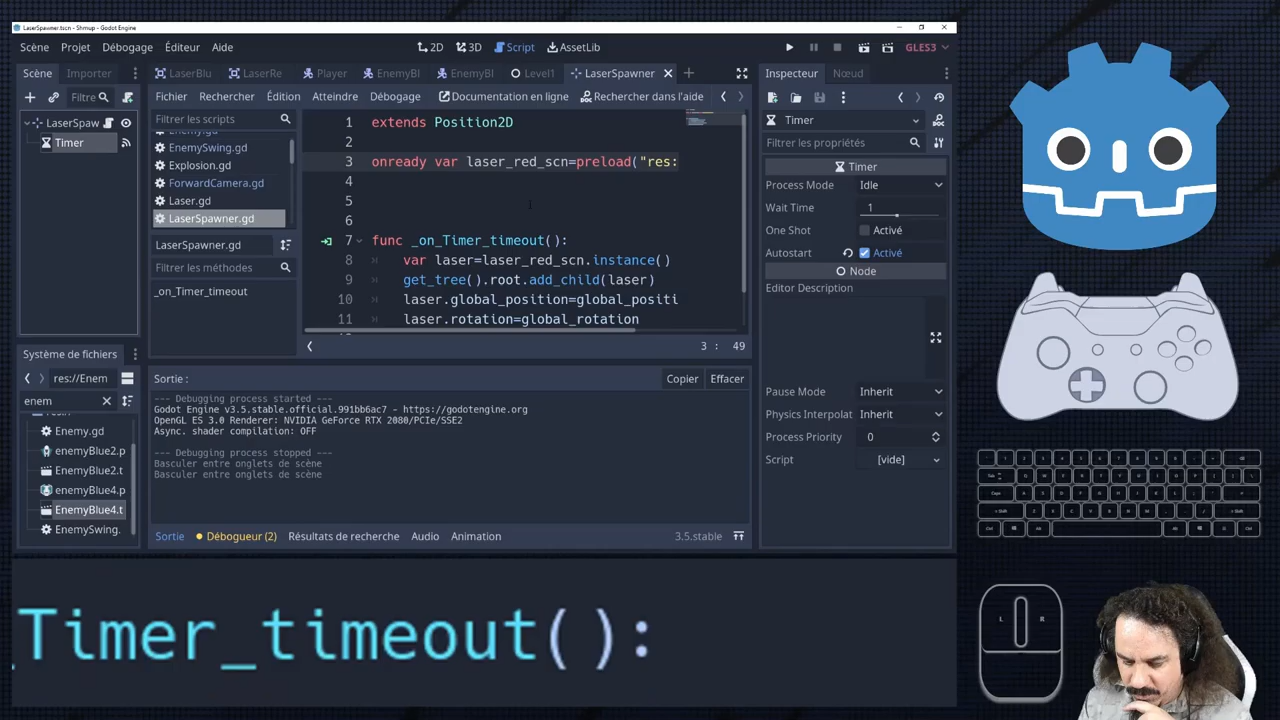 LaserSpawner.tscn - Shmup - Godot Engine
Scène Projet Débogage Éditeur Aide
2D 3D Script AssetLib
GLES3
Scène Importer
LaserBlu LaserRe Player EnemyBl EnemyBl Level1 LaserSpawner
Inspecteur Nœud
Filtre
Fichier Rechercher Édition Atteindre Débogage Documentation en ligne Rechercher dans l'aide
LaserSpaw
Timer
Filtrer les scripts
Enemy.gd
EnemySwing.gd
Explosion.gd
ForwardCamera.gd
Laser.gd
LaserSpawner.gd
LaserSpawner.gd
Filtrer les méthodes
_on_Timer_timeout
1 extends Position2D
2
3 onready var laser_red_scn=preload("res:
4
5
6
7 func _on_Timer_timeout():
8 var laser=laser_red_scn.instance()
9 get_tree().root.add_child(laser)
10 laser.global_position=global_positi
11 laser.rotation=global_rotation
3 : 49
Timer
Filtrer les propriétés
Timer
Process Mode Idle
Wait Time 1
One Shot Activé
Autostart Activé
Node
Editor Description
Pause Mode Inherit
Physics Interpolat Inherit
Process Priority 0
Script [vide]
Système de fichiers
res://Enem
enem
Enemy.gd
enemyBlue2.p
EnemyBlue2.t
enemyBlue4.p
EnemyBlue4.t
EnemySwing.
Sortie : Copier Effacer
--- Debugging process started ---
Godot Engine v3.5.stable.official.991bb6ac7 - https://godotengine.org
OpenGL ES 3.0 Renderer: NVIDIA GeForce RTX 2080/PCIe/SSE2
Async. shader compilation: OFF
--- Debugging process stopped ---
Basculer entre onglets de scène
Basculer entre onglets de scène
Sortie Débogueur (2) Résultats de recherche Audio Animation 3.5.stable
_Timer_timeout():
L R